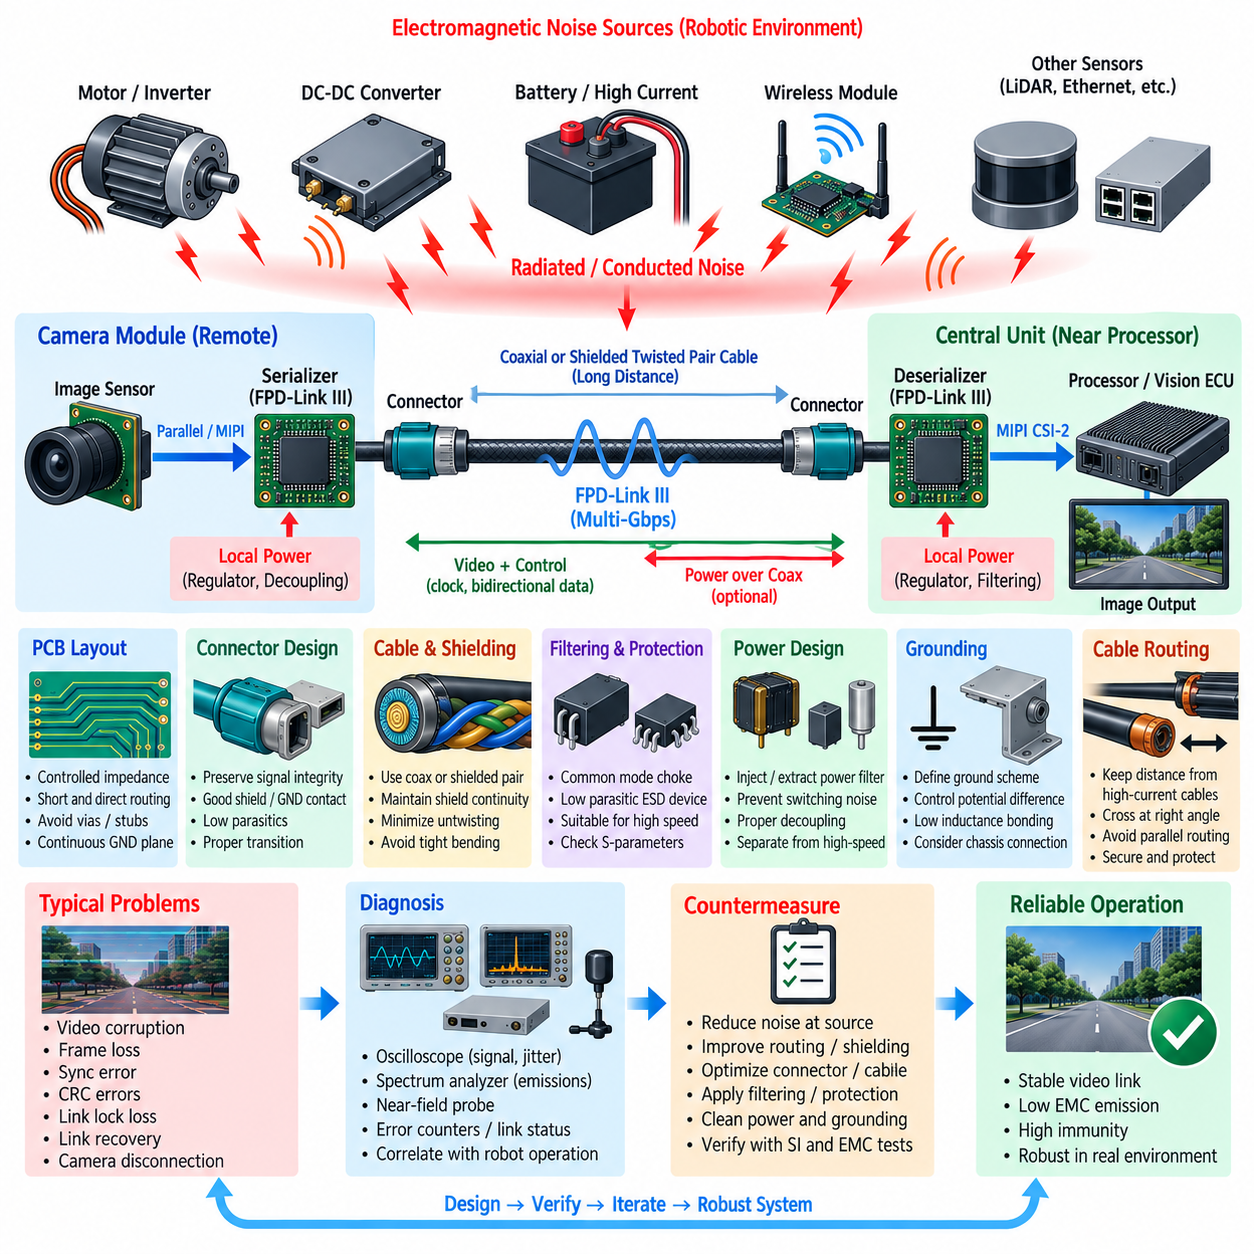 Electromagnetic Noise Sources (Robotic Environment)
Motor / Inverter
DC-DC Converter
Battery / High Current
Wireless Module
Other Sensors
(LiDAR, Ethernet, etc.)
Radiated / Conducted Noise
Camera Module (Remote)
Image Sensor
Serializer
(FPD-Link III)
Parallel / MIPI
Local Power
(Regulator, Decoupling)
Connector
Coaxial or Shielded Twisted Pair Cable
(Long Distance)
FPD-Link III
(Multi-Gbps)
Video + Control
(clock, bidirectional data)
Power over Coax
(optional)
Connector
Central Unit (Near Processor)
Deserializer
(FPD-Link III)
MIPI CSI-2
Processor / Vision ECU
Local Power
(Regulator, Filtering)
Image Output
PCB Layout
• Controlled impedance
• Short and direct routing
• Avoid vias / stubs
• Continuous GND plane
Connector Design
• Preserve signal integrity
• Good shield / GND contact
• Low parasitics
• Proper transition
Cable & Shielding
• Use coax or shielded pair
• Maintain shield continuity
• Minimize untwisting
• Avoid tight bending
Filtering & Protection
• Common mode choke
• Low parasitic ESD device
• Suitable for high speed
• Check S-parameters
Power Design
• Inject / extract power filter
• Prevent switching noise
• Proper decoupling
• Separate from high-speed
Grounding
• Define ground scheme
• Control potential difference
• Low inductance bonding
• Consider chassis connection
Cable Routing
• Keep distance from
high-current cables
• Cross at right angle
• Avoid parallel routing
• Secure and protect
Typical Problems
• Video corruption
• Frame loss
• Sync error
• CRC errors
• Link lock loss
• Link recovery
• Camera disconnection
Diagnosis
• Oscilloscope (signal, jitter)
• Spectrum analyzer (emissions)
• Near-field probe
• Error counters / link status
• Correlate with robot operation
Countermeasure
• Reduce noise at source
• Improve routing / shielding
• Optimize connector / cable
• Apply filtering / protection
• Clean power and grounding
• Verify with SI and EMC tests
Reliable Operation
• Stable video link
• Low EMC emission
• High immunity
• Robust in real environment
Design → Verify → Iterate → Robust System